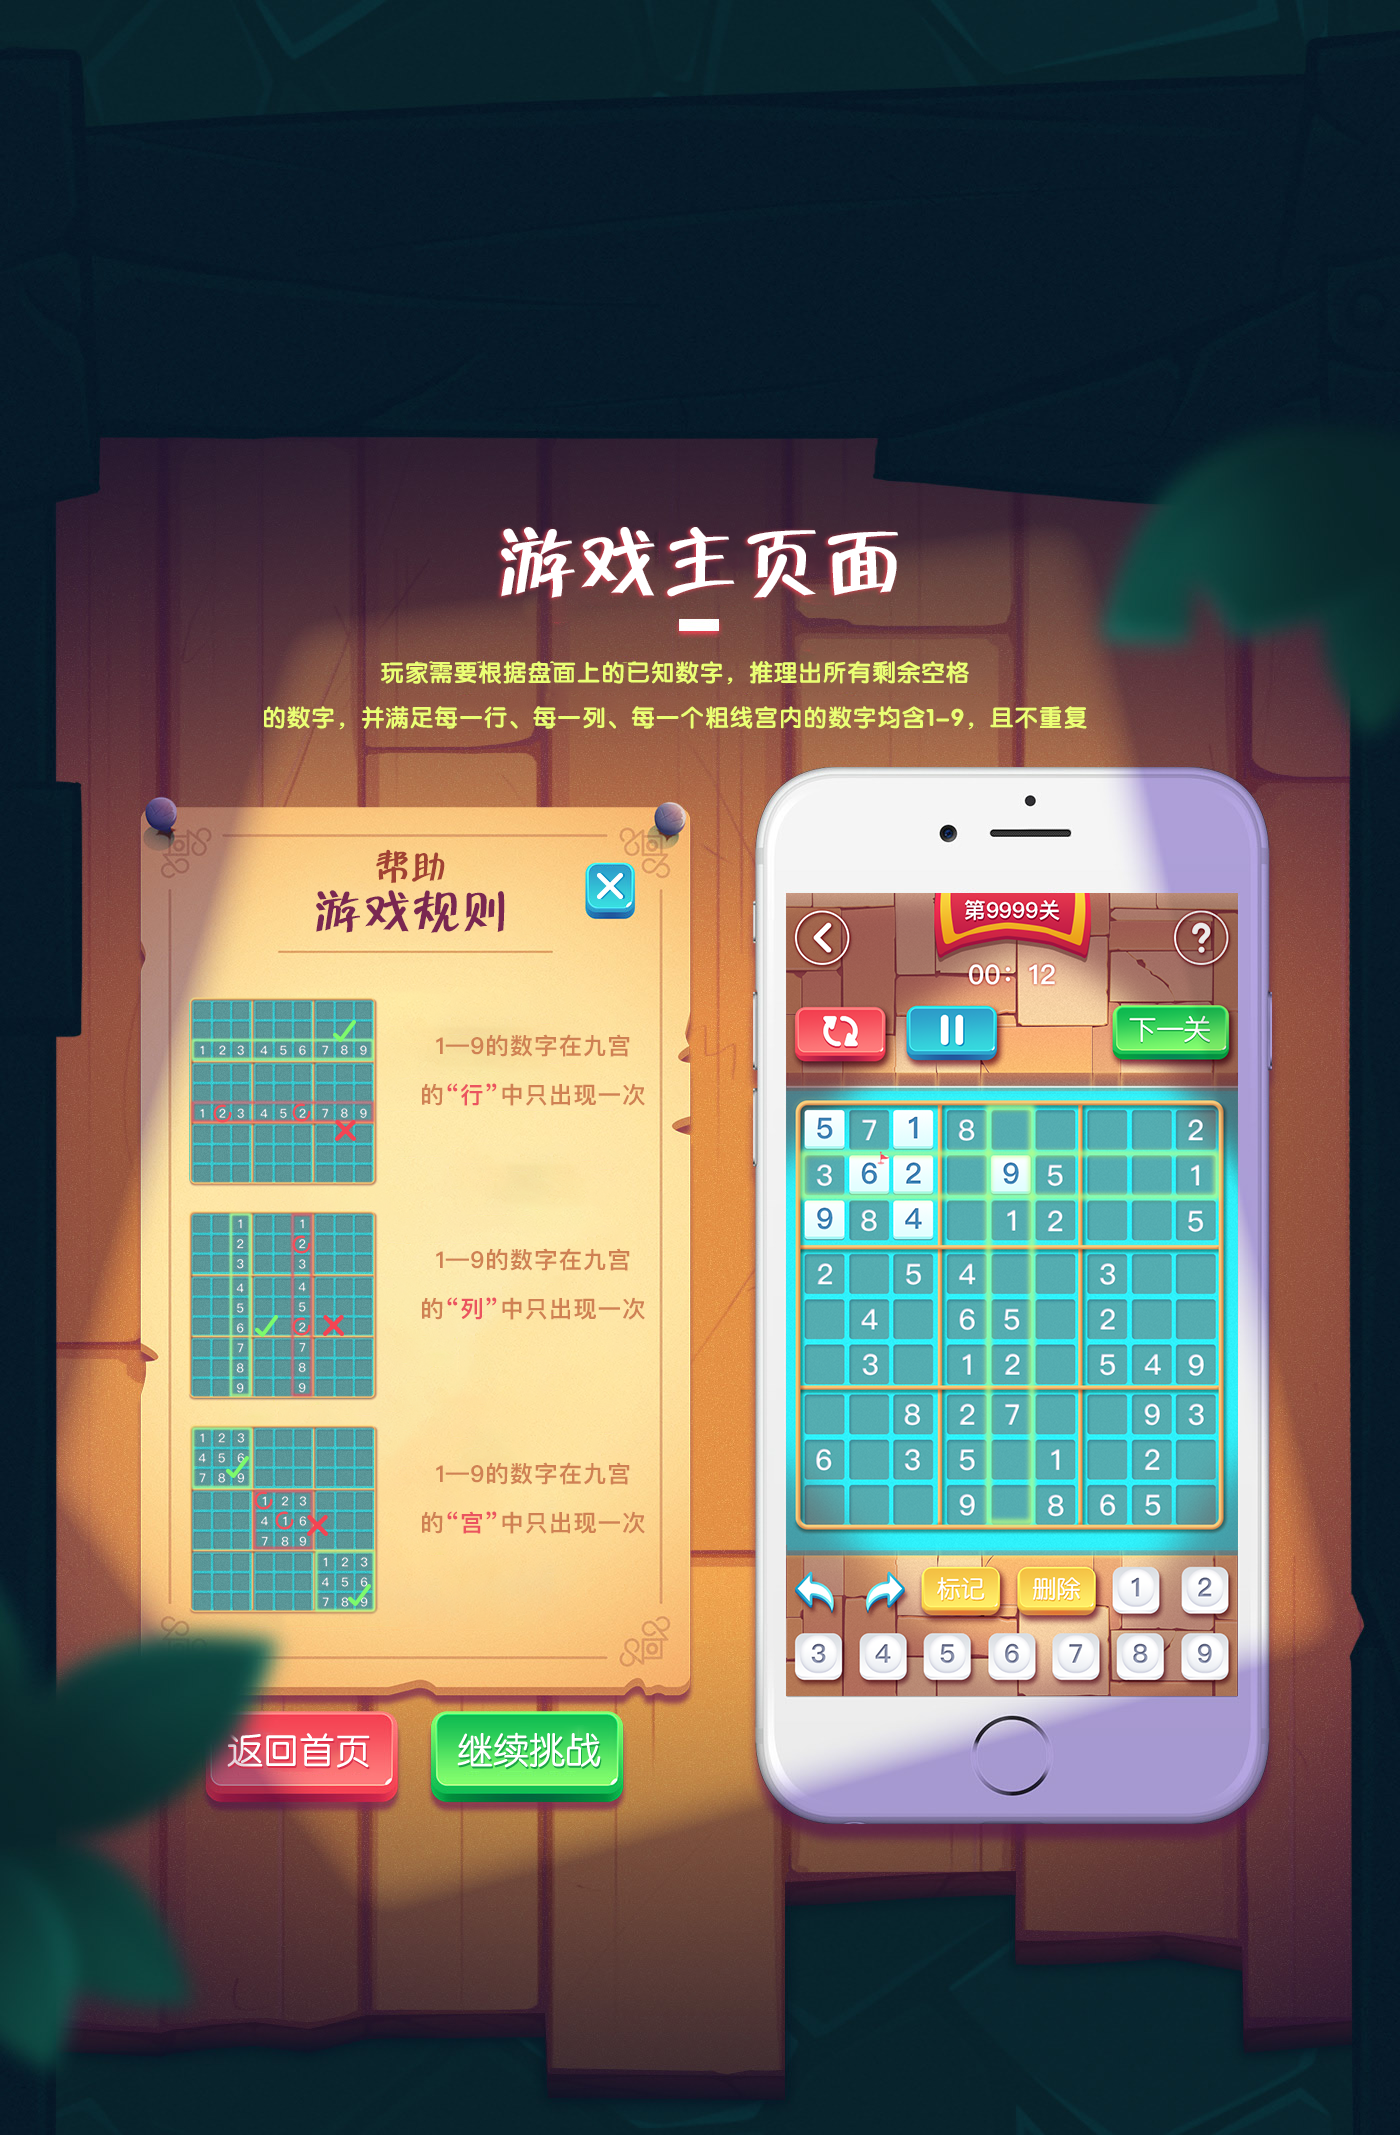 游戏主页面
玩家需要根据盘面上的已知数字，推理出所有剩余空格
的数字，并满足每一行、每一列、每一个粗线宫内的数字均含1-9，且不重复
帮助
游戏规则
1 2 3 4 5 6 7 8 9
1 2 3 4 5 2 7 8 9
1—9的数字在九宫
的“行”中只出现一次
1 1
2 2
3 3
4 4
5 5
6 2
7 7
8 8
9 9
1—9的数字在九宫
的“列”中只出现一次
1 2 3
4 5 6
7 8 9
1 2 3
4 1 6
7 8 9
1 2 3
4 5 6
7 8 9
1—9的数字在九宫
的“宫”中只出现一次
返回首页
继续挑战
第9999关
?
00: 12
下一关
5 7 1 8 2
3 6 2 9 5 1
9 8 4 1 2 5
2 5 4 3
4 6 5 2
3 1 2 5 4 9
8 2 7 9 3
6 3 5 1 2
9 8 6 5
标记 删除 1 2
3 4 5 6 7 8 9